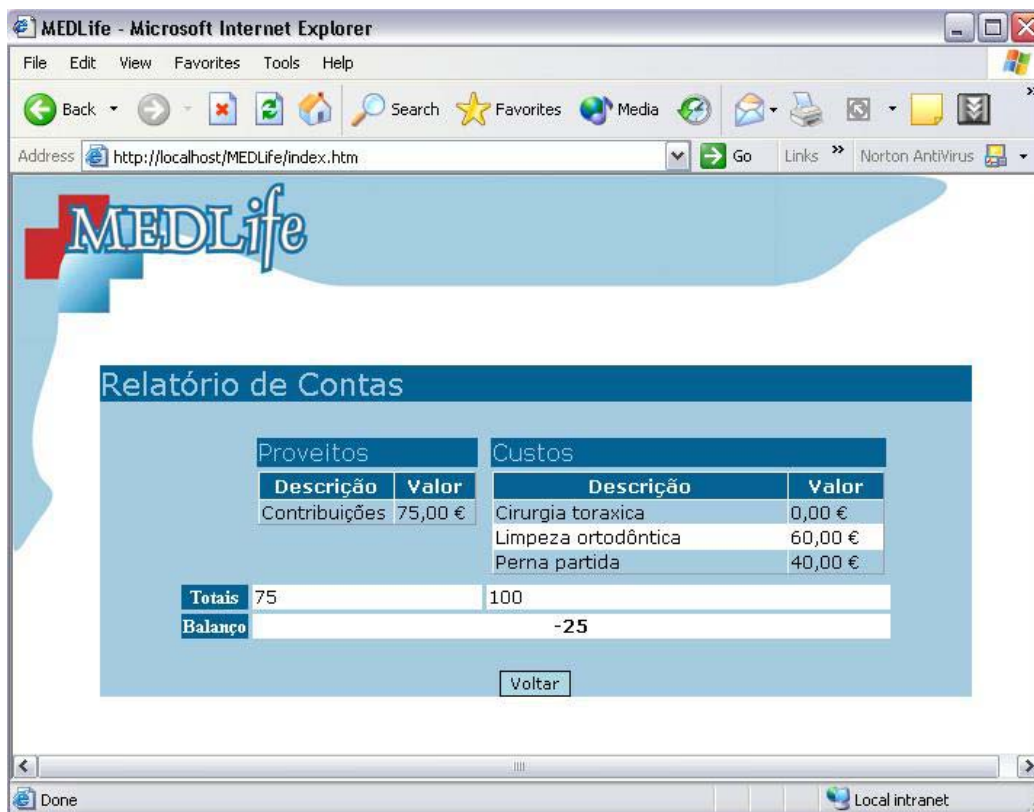 MEDLife - Microsoft Internet Explorer
File Edit View Favorites Tools Help
Back Search Favorites Media »
Address http://localhost/MEDLife/index.htm Go Links » Norton AntiVirus
MEDLife
Relatório de Contas
Proveitos Custos
Descrição Valor Descrição Valor
Contribuições 75,00 € Cirurgia toraxica 0,00 €
Limpeza ortodôntica 60,00 €
Perna partida 40,00 €
Totais 75 100
Balanço -25
Voltar
Done Local intranet